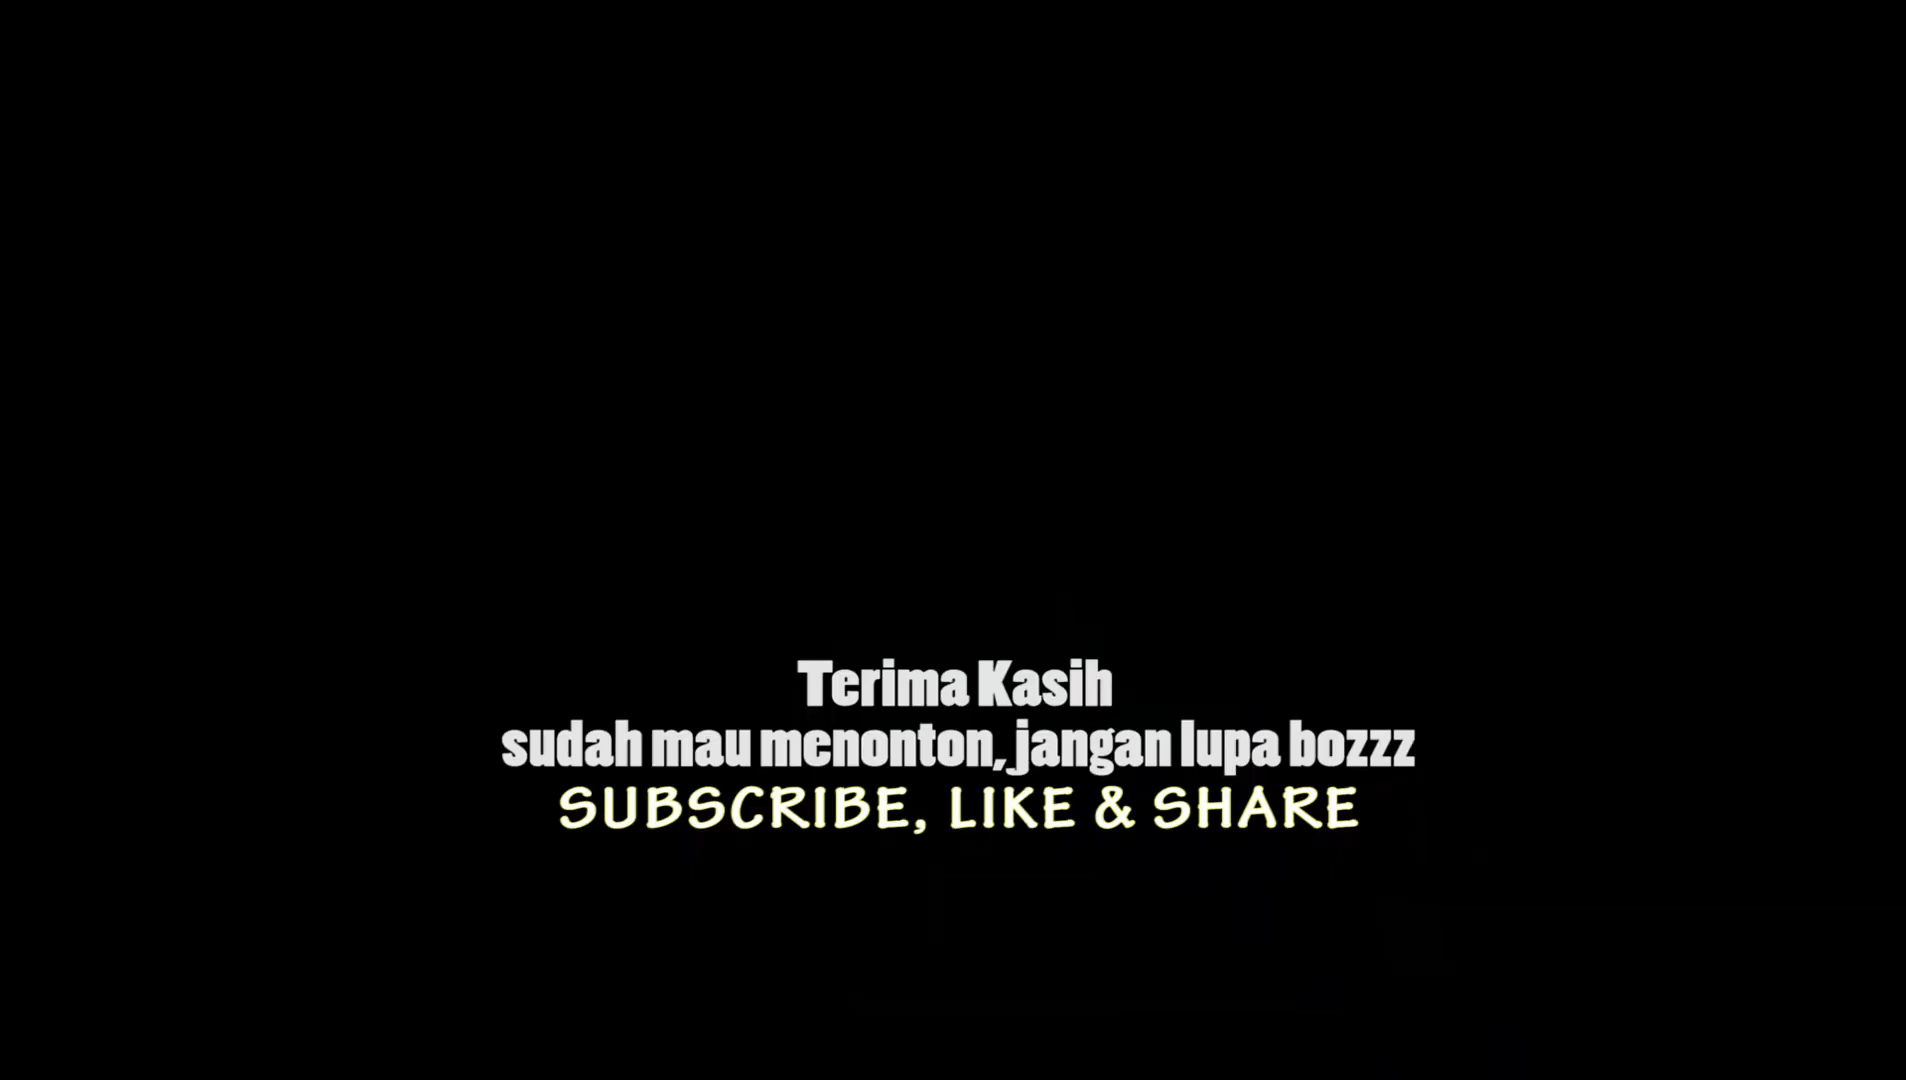 Terima Kasih
sudah mau menonton, jangan lupa bozzz
SUBSCRIBE, LIKE & SHARE